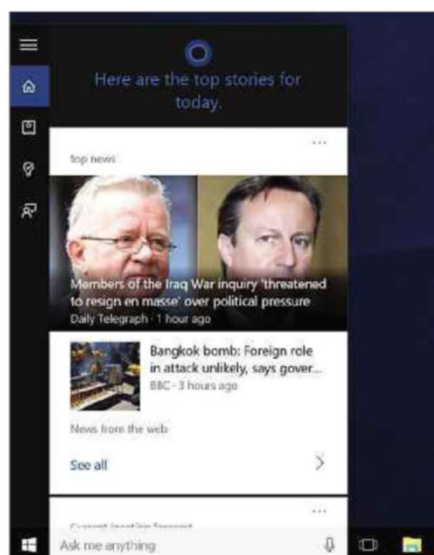 Here are the top stories for
today.
top news
Members of the Iraq War inquiry 'threatened
to resign en masse' over political pressure
Daily Telegraph · 1 hour ago
Bangkok bomb: Foreign role
in attack unlikely, says gover...
BBC · 3 hours ago
News from the web
See all
Ask me anything